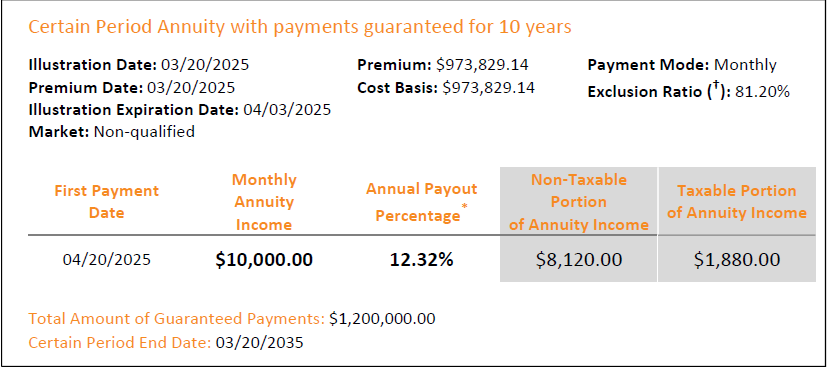 Certain Period Annuity with payments guaranteed for 10 years
Illustration Date: 03/20/2025
Premium Date: 03/20/2025
Illustration Expiration Date: 04/03/2025
Market: Non-qualified
Premium: $973,829.14
Cost Basis: $973,829.14
Payment Mode: Monthly
Exclusion Ratio (†): 81.20%
First Payment
Date
Monthly
Annuity
Income
Annual Payout
Percentage*
Non-Taxable
Portion
of Annuity Income
Taxable Portion
of Annuity Income
04/20/2025
$10,000.00
12.32%
$8,120.00
$1,880.00
Total Amount of Guaranteed Payments: $1,200,000.00
Certain Period End Date: 03/20/2035